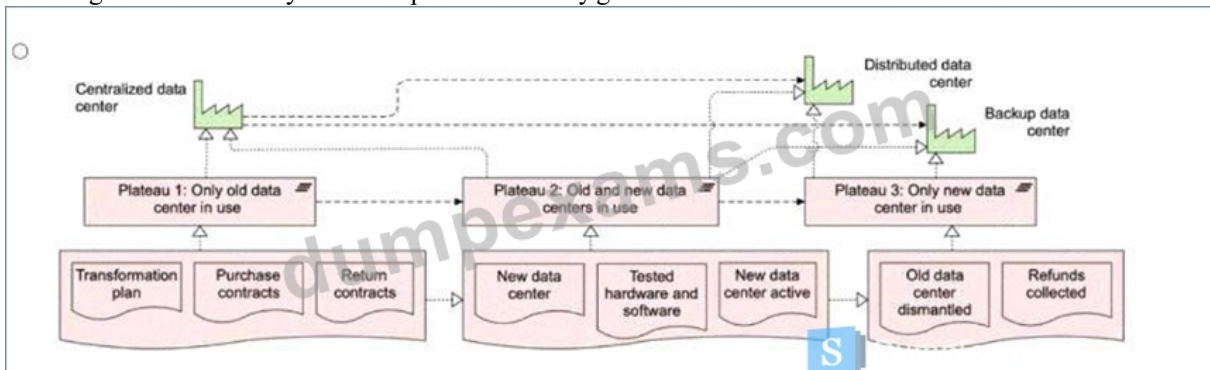 Centralized data
center
Distributed data
center
Backup data
center
Plateau 1: Only old data
center in use
Plateau 2: Old and new data
centers in use
Plateau 3: Only new data
center in use
Transformation
plan
Purchase
contracts
Return
contracts
New data
center
Tested
hardware and
software
New data
center active
Old data
center
dismantled
Refunds
collected
dumpexams.com
S